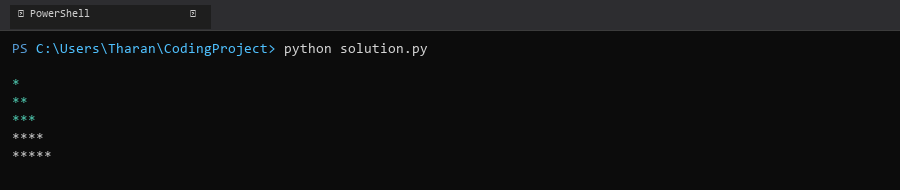 PowerShell
PS C:\Users\Tharan\CodingProject> python solution.py
*
**
***
****
*****